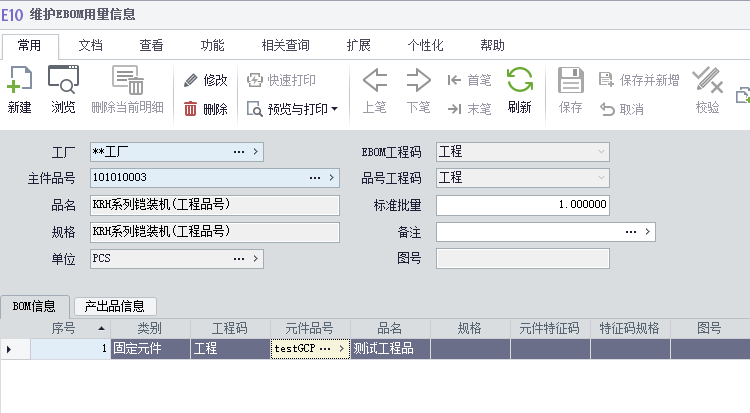 E10 维护EBOM用量信息
常用 文档 查看 功能 相关查询 扩展 个性化 帮助
新建 浏览 删除当前明细 修改 删除 快速打印 预览与打印 上笔 下笔 首笔 末笔 刷新 保存 保存并新增 取消 校验
工厂 **工厂 ··· EBOM工程码 工程
主件品号 101010003 ··· 品号工程码 工程
品名 KRH系列铠装机(工程品号) 标准批量 1.000000
规格 KRH系列铠装机(工程品号) 备注 ···
单位 PCS ··· 图号
BOM信息 产出品信息
序号 类别 工程码 元件品号 品名 规格 元件特征码 特征码规格 图号
1 固定元件 工程 testGCP ··· 测试工程品